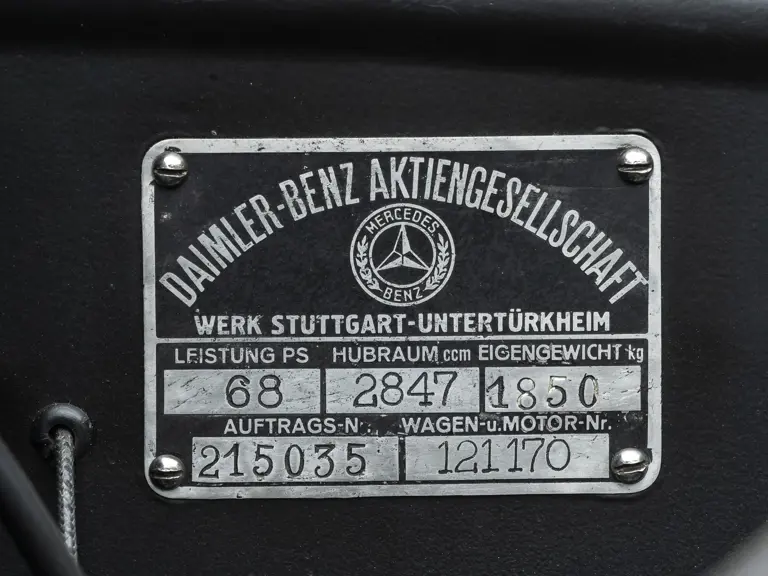 DAIMLER-BENZ AKTIENGESELLSCHAFT
MERCEDES
BENZ
WERK STUTTGART-UNTERTÜRKHEIM
LEISTUNG PS HUBRAUM ccm EIGENGEWICHT kg
68 2847 1850
AUFTRAGS-N. WAGEN-u.MOTOR-Nr.
215035 121170